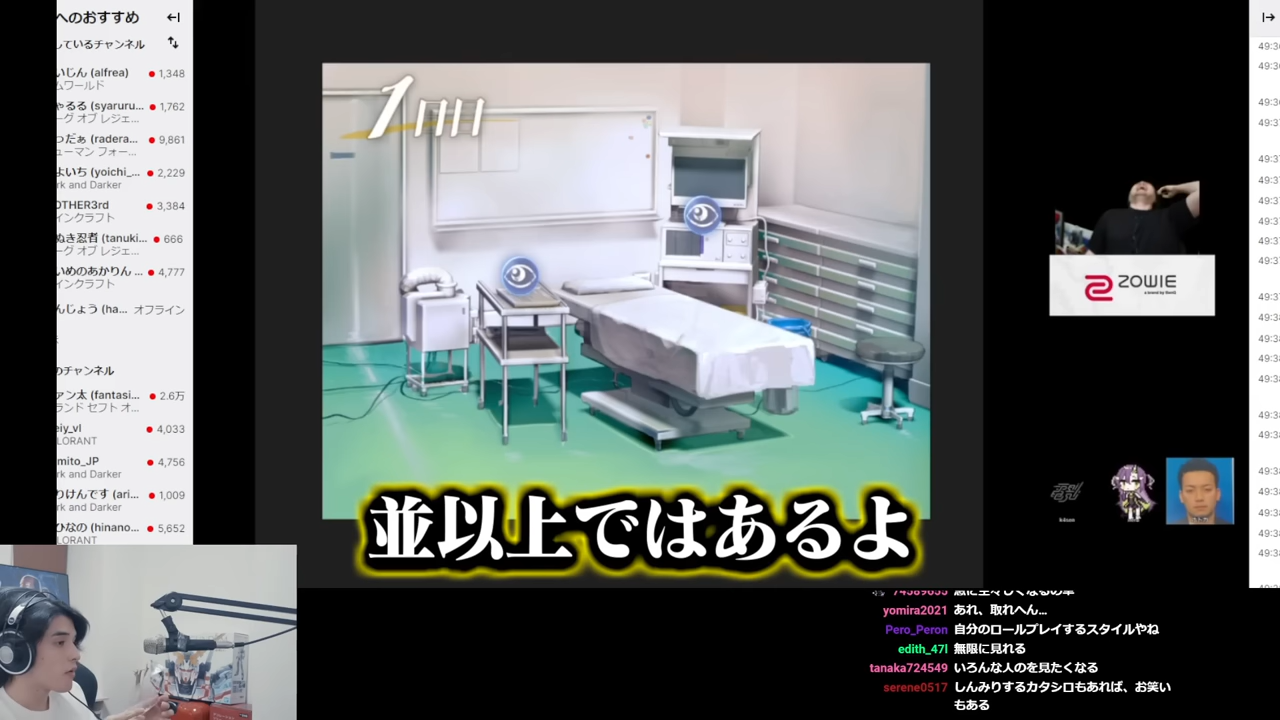 へのおすすめ
しているチャンネル
いじん (alfrea) 1,348
ムワールド
ゃるる (syaruru... 1,762
ーグ オブ レジェ...
っだぁ (radera... 9,861
ューマン フォー...
よいち (yoichi_... 2,229
rk and Darker
OTHER3rd 3,384
インクラフト
ぬき忍者 (tanuki... 666
ーグ オブ レジェ...
いめのあかりん ... 4,777
インクラフト
んじょう (ha... オフライン
のチャンネル
ァン太 (fantasi... 2.6万
ランド セフト オ...
eiy_vl 4,033
LORANT
mito_JP 4,756
rk and Darker
りけんです (ari... 1,009
インクラフト
ひなの (hinano... 5,652
LORANT
1日目
並以上ではあるよ
ZOWIE
yomira2021 あれ、取れへん...
Pero_Peron 自分のロールプレイするスタイルやね
edith_47l 無限に見れる
tanaka724549 いろんな人のを見たくなる
serene0517 しんみりするカタシロもあれば、お笑い
もある